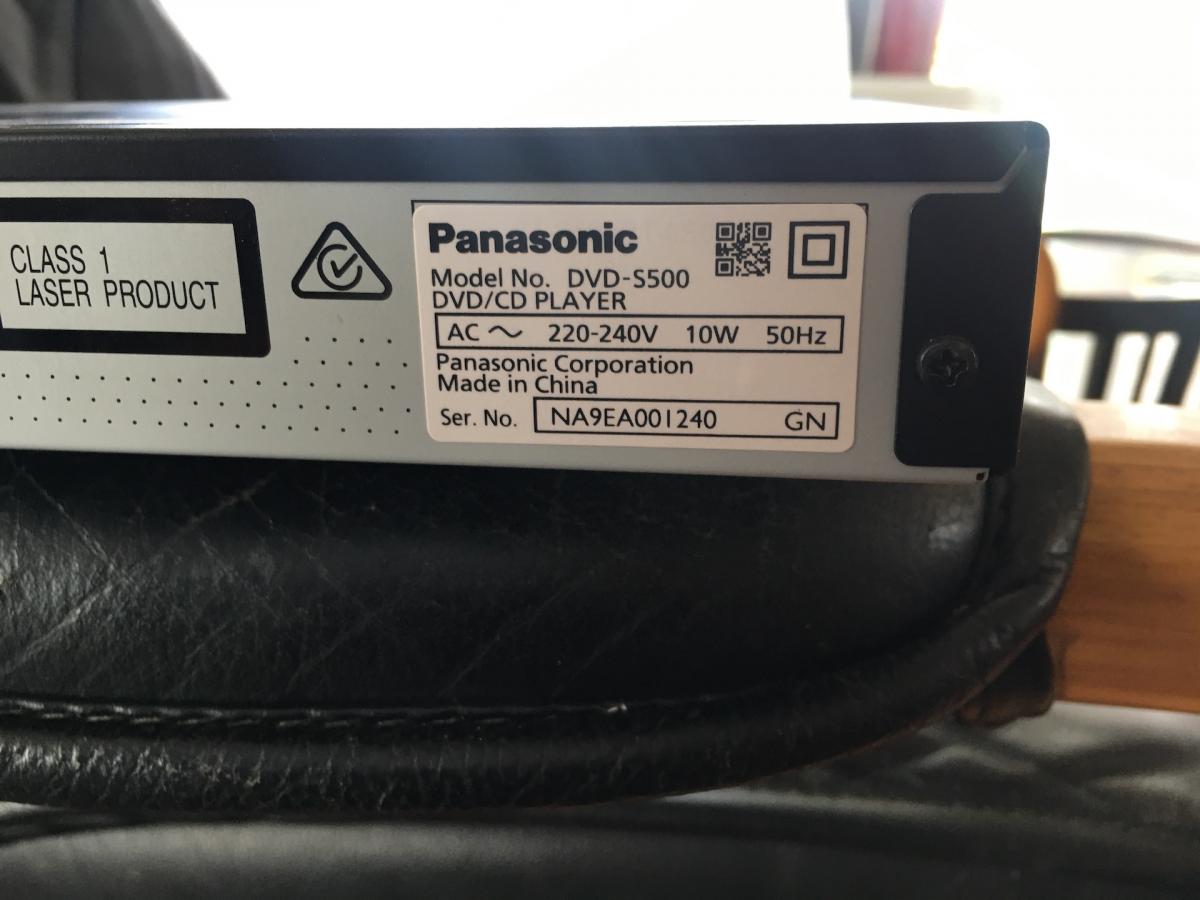 CLASS 1
LASER PRODUCT
Panasonic
Model No. DVD-S500
DVD/CD PLAYER
AC ~ 220-240V 10W 50Hz
Panasonic Corporation
Made in China
Ser. No. NA9EA001240 GN